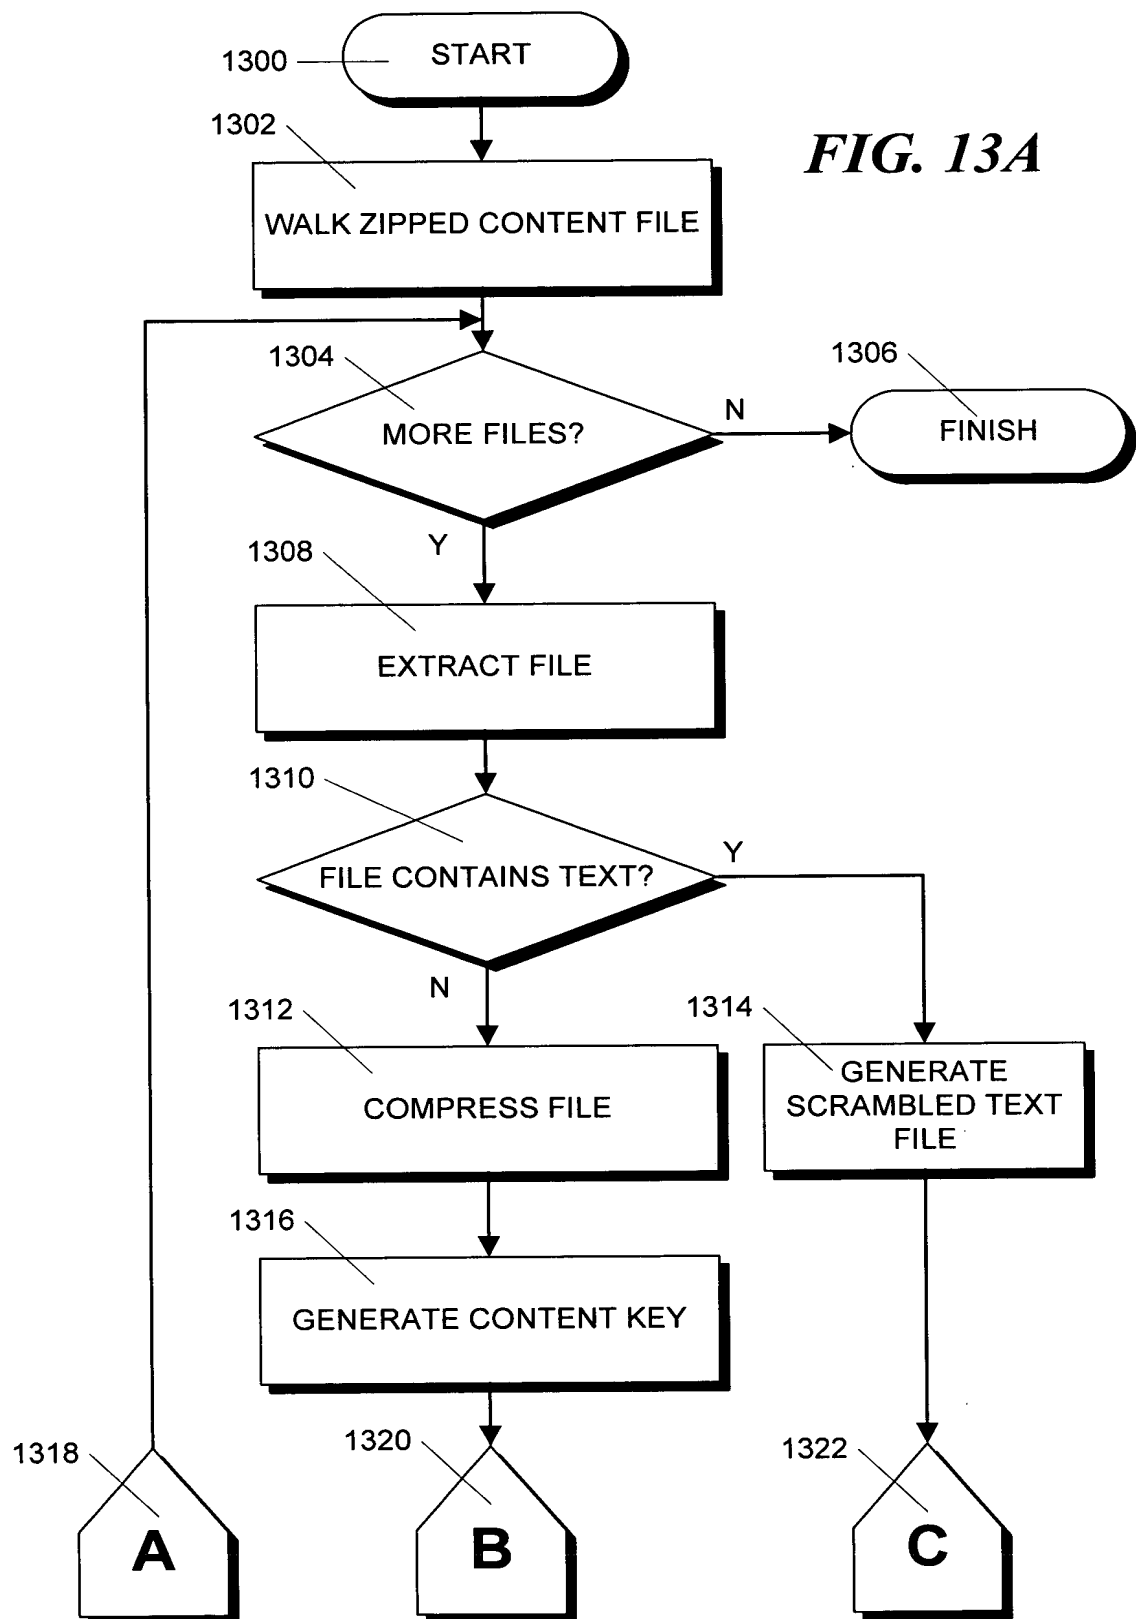 1300
START
1302
FIG. 13A
WALK ZIPPED CONTENT FILE
1304
1306
MORE FILES?
N
FINISH
Y
1308
EXTRACT FILE
1310
FILE CONTAINS TEXT?
Y
N
1312
1314
COMPRESS FILE
GENERATE
SCRAMBLED TEXT
FILE
1316
GENERATE CONTENT KEY
1318
1320
1322
A
B
C